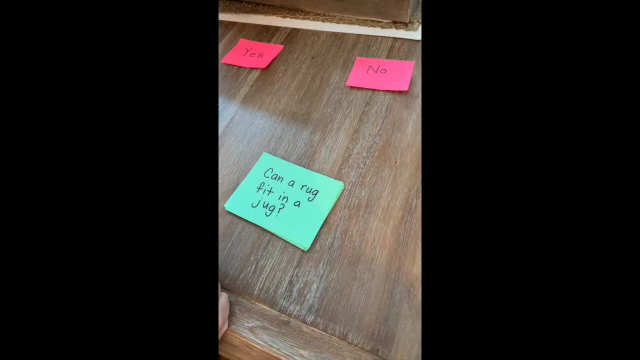 Yes
No
Can a rug
fit in a
jug?